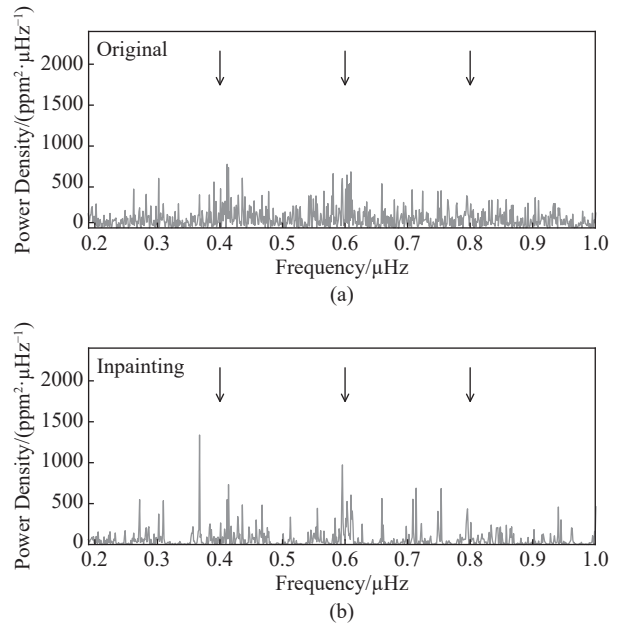 Original
2000
1500
1000
500
0
Power Density/(ppm²·μHz⁻¹)
0.2 0.3 0.4 0.5 0.6 0.7 0.8 0.9 1.0
Frequency/μHz
(a)
Inpainting
2000
1500
1000
500
0
Power Density/(ppm²·μHz⁻¹)
0.2 0.3 0.4 0.5 0.6 0.7 0.8 0.9 1.0
Frequency/μHz
(b)